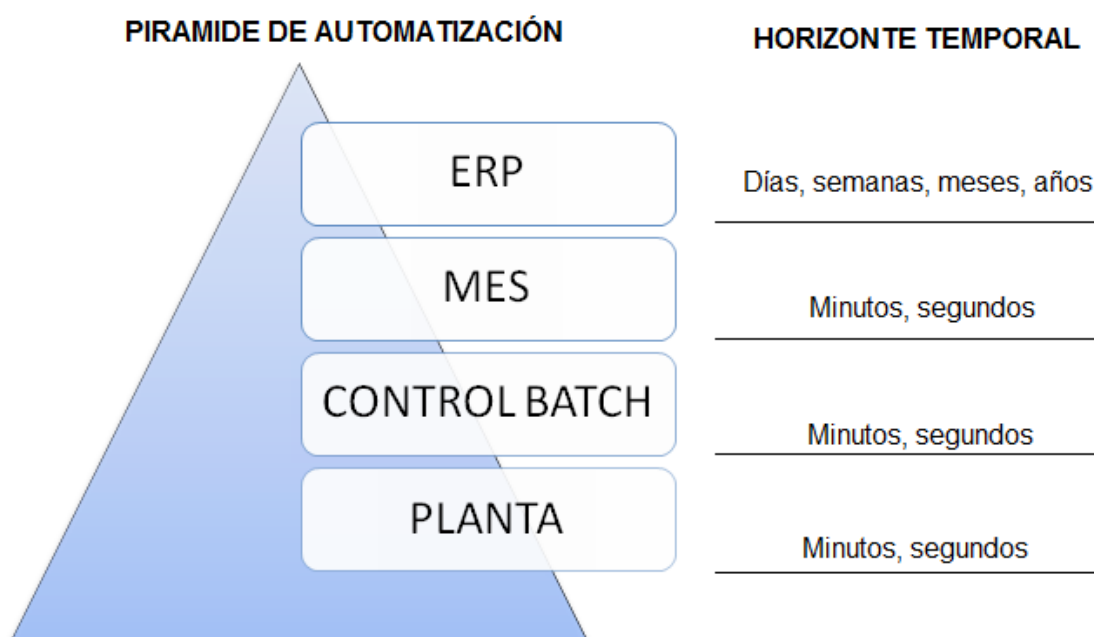 PIRAMIDE DE AUTOMATIZACIÓN
HORIZONTE TEMPORAL
ERP
Días, semanas, meses, años
MES
Minutos, segundos
CONTROL BATCH
Minutos, segundos
PLANTA
Minutos, segundos